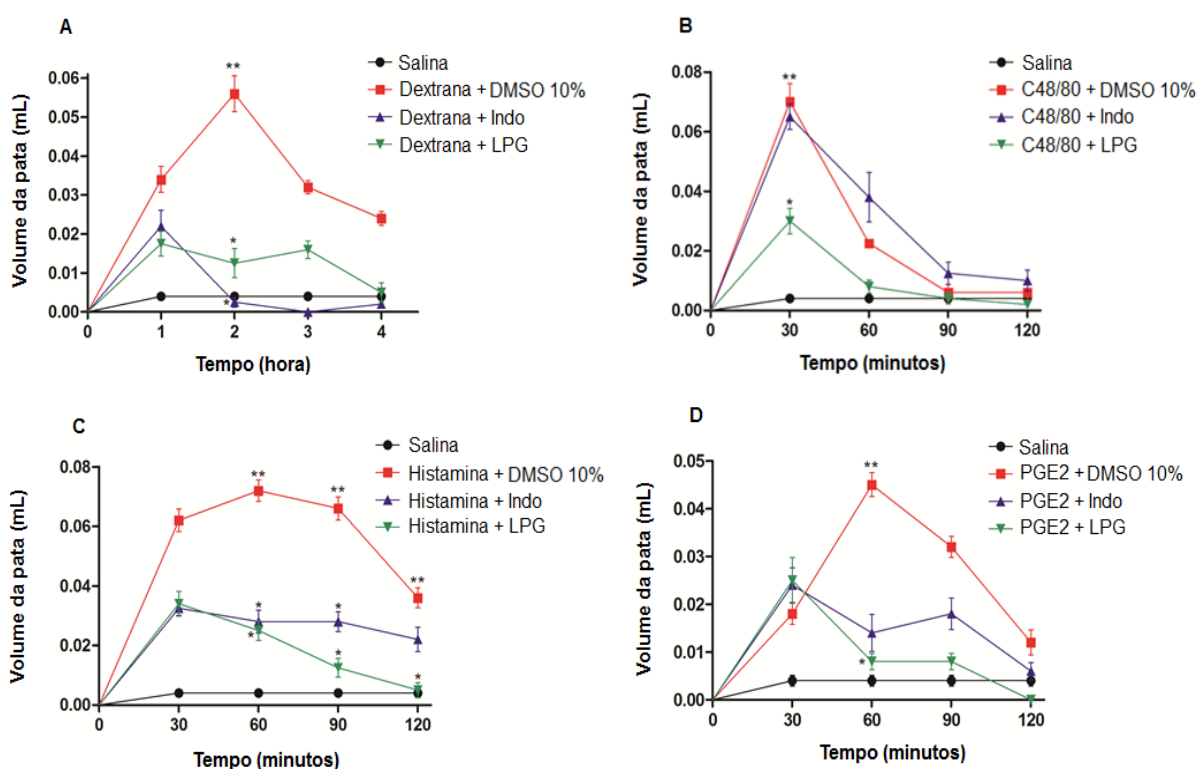 A
Salina
Dextrana + DMSO 10%
Dextrana + Indo
Dextrana + LPG
Volume da pata (mL)
0.06
0.04
0.03
0.02
0.01
0.00
**
*
*
0
1
2
3
4
Tempo (hora)
B
Salina
C48/80 + DMSO 10%
C48/80 + Indo
C48/80 + LPG
Volume da pata (mL)
0.08
0.06
0.04
0.02
0.00
**
*
0
30
60
90
120
Tempo (minutos)
C
Salina
Histamina + DMSO 10%
Histamina + Indo
Histamina + LPG
Volume da pata (mL)
0.08
0.06
0.04
0.02
0.00
**
**
**
*
*
*
*
*
0
30
60
90
120
Tempo (minutos)
D
Salina
PGE2 + DMSO 10%
PGE2 + Indo
PGE2 + LPG
Volume da pata (mL)
0.05
0.03
0.02
0.01
0.00
**
*
0
30
60
90
120
Tempo (minutos)